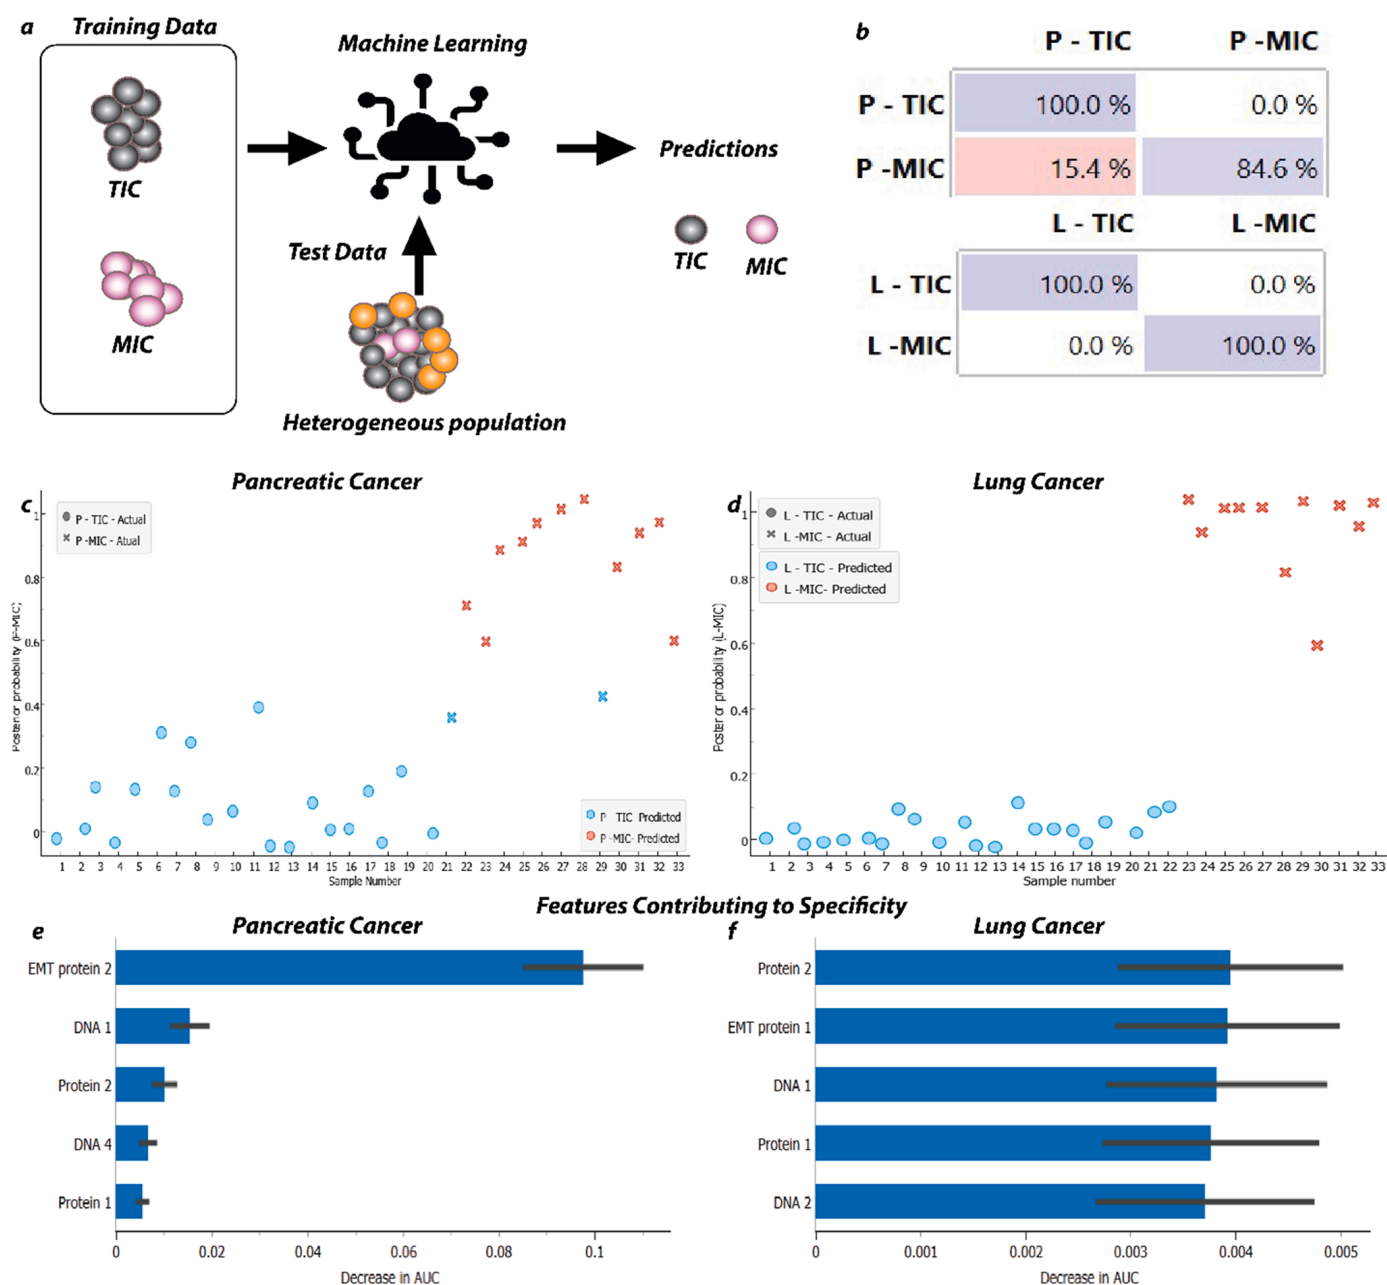 a
Training Data
TIC
MIC
Machine Learning
Test Data
Heterogeneous population
Predictions
TIC
MIC
b
P - TIC P -MIC
P - TIC 100.0 % 0.0 %
P -MIC 15.4 % 84.6 %
L - TIC L -MIC
L - TIC 100.0 % 0.0 %
L -MIC 0.0 % 100.0 %
Pancreatic Cancer
c
P - TIC - Actual
P -MIC - Atual
Posterior probability (P-MIC)
1
0.8
0.6
0.4
0.2
0
P - TIC Predicted
P -MIC- Predicted
1 2 3 4 5 6 7 8 9 10 11 12 13 14 15 16 17 18 19 20 21 22 23 24 25 26 27 28 29 30 31 32 33
Sample Number
Lung Cancer
d
L - TIC - Actual
L -MIC - Actual
L - TIC - Predicted
L -MIC- Predicted
Posterior probability (L-MIC)
1
0.8
0.6
0.4
0.2
0
1 2 3 4 5 6 7 8 9 10 11 12 13 14 15 16 17 18 19 20 21 22 23 24 25 26 27 28 29 30 31 32 33
Sample number
Features Contributing to Specificity
e
Pancreatic Cancer
EMT protein 2
DNA 1
Protein 2
DNA 4
Protein 1
0 0.02 0.04 0.06 0.08 0.1
Decrease in AUC
f
Lung Cancer
Protein 2
EMT protein 1
DNA 1
Protein 1
DNA 2
0 0.001 0.002 0.003 0.004 0.005
Decrease in AUC